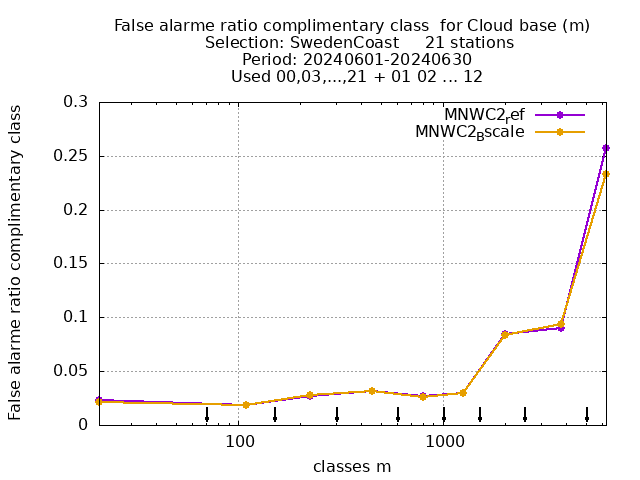 False alarme ratio complimentary class  for Cloud base (m)
Selection: SwedenCoast     21 stations
Period: 20240601-20240630
Used 00,03,...,21 + 01 02 ... 12
MNWC2_ref
MNWC2_Bscale
False alarme ratio complimentary class
0.3
0.25
0.2
0.15
0.1
0.05
0
100
1000
classes m